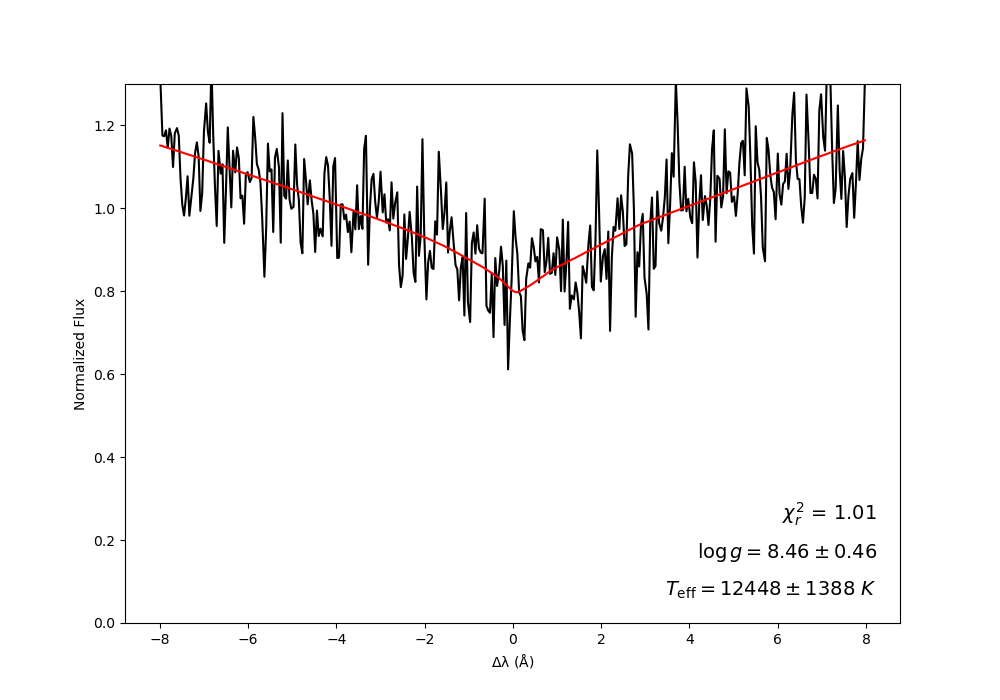 1.2
1.0
0.8
0.6
0.4
0.2
0.0
Normalized Flux
χ²ᵣ = 1.01
log g = 8.46 ± 0.46
T_eff = 12448 ± 1388 K
−8 −6 −4 −2 0 2 4 6 8
Δλ (Å)